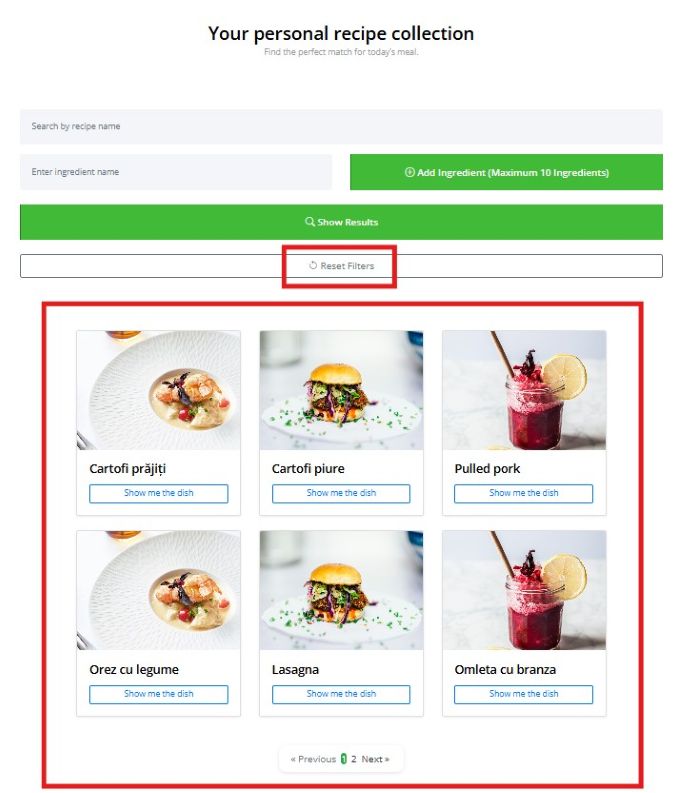 Your personal recipe collection
Find the perfect match for today's meal.
Search by recipe name
Enter ingredient name
Add Ingredient (Maximum 10 Ingredients)
Show Results
Reset Filters
Cartofi prăjiți
Cartofi piure
Pulled pork
Show me the dish
Show me the dish
Show me the dish
Orez cu legume
Lasagna
Omleta cu branza
Show me the dish
Show me the dish
Show me the dish
« Previous 1 2 Next »